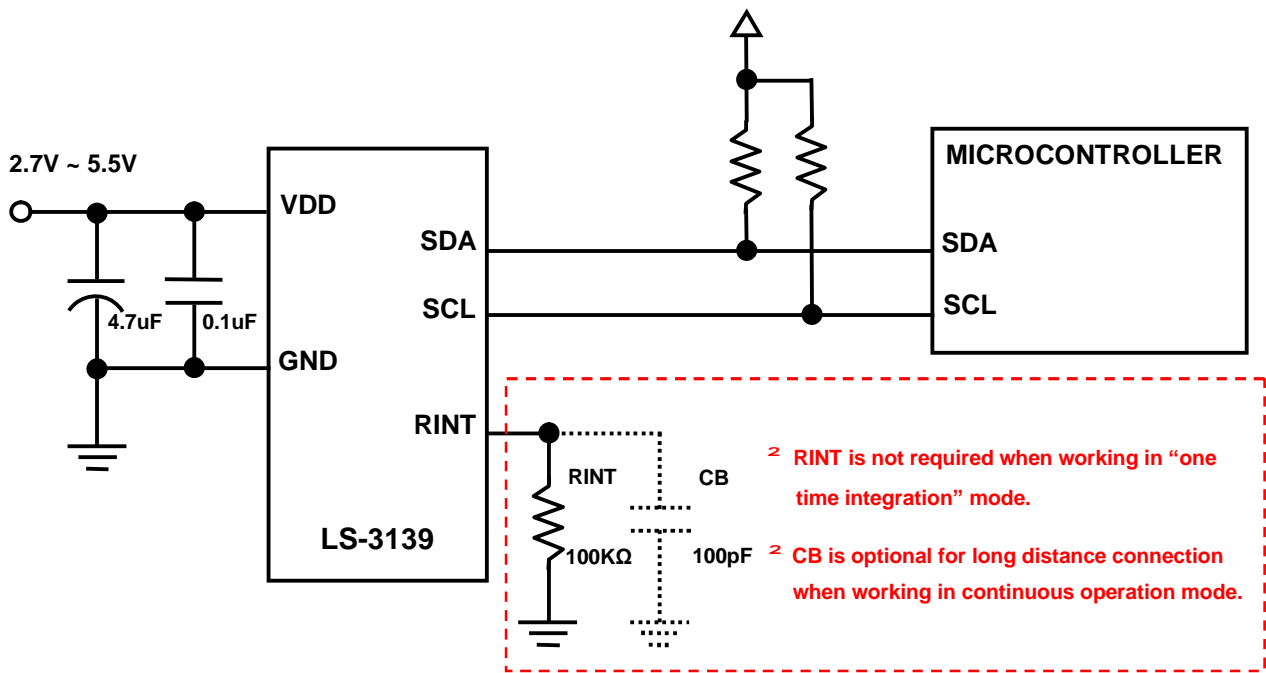 2.7V ~ 5.5V
VDD
SDA
SCL
4.7uF
0.1uF
GND
RINT
LS-3139
MICROCONTROLLER
SDA
SCL
RINT
100KΩ
CB
100pF
² RINT is not required when working in “one
time integration” mode.
² CB is optional for long distance connection
when working in continuous operation mode.